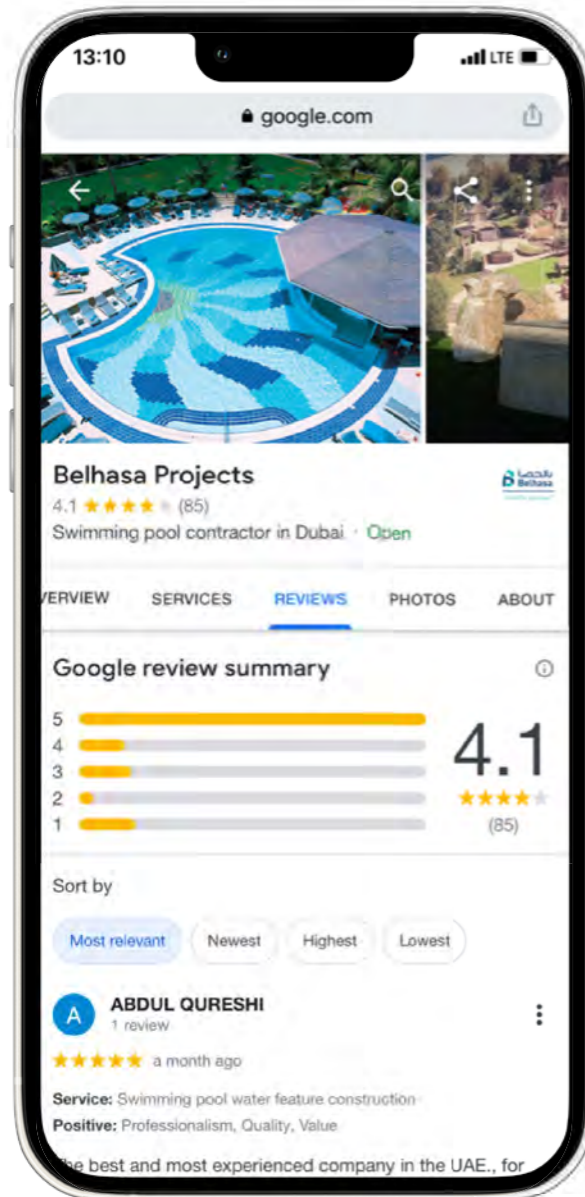 13:10
LTE
google.com
Belhasa Projects
بالحصا
Belhasa
4.1 (85)
Swimming pool contractor in Dubai · Open
VERVIEW SERVICES REVIEWS PHOTOS ABOUT
Google review summary
5
4
3
2
1
4.1
(85)
Sort by
Most relevant Newest Highest Lowest
A
ABDUL QURESHI
1 review
a month ago
Service: Swimming pool water feature construction
Positive: Professionalism, Quality, Value
The best and most experienced company in the UAE., for